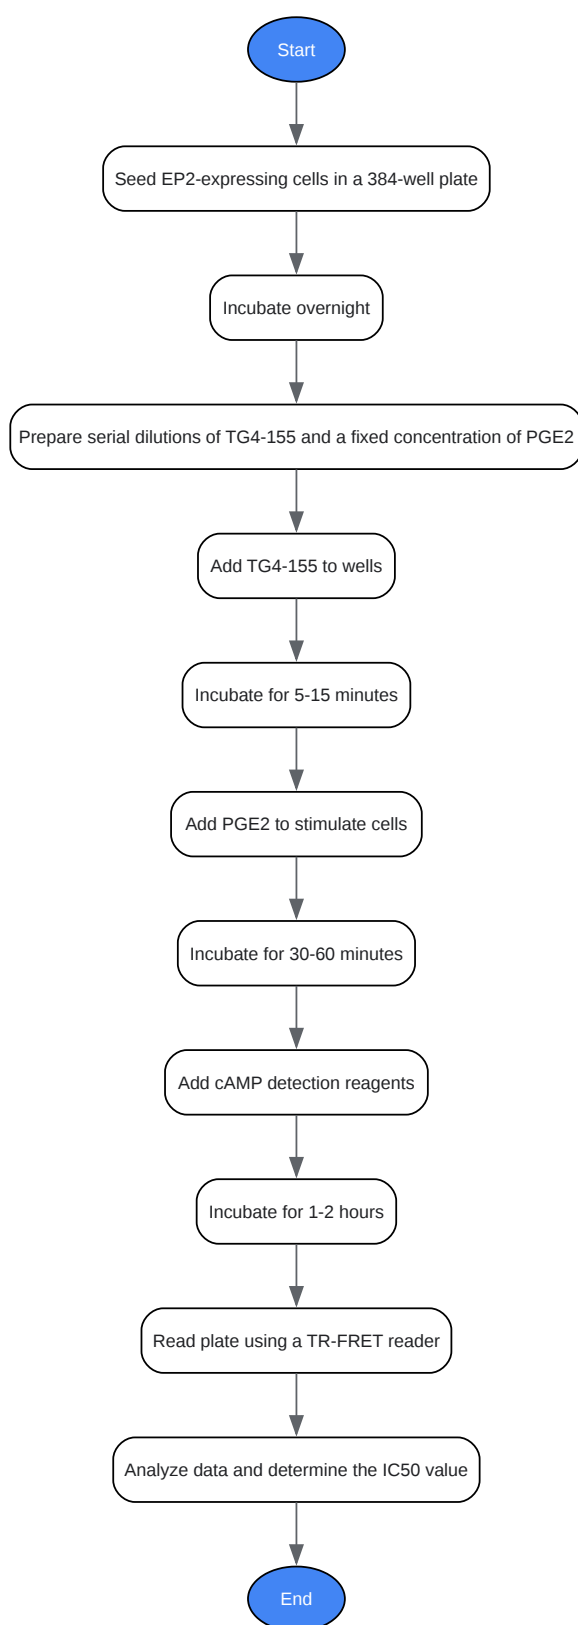 Start
Seed EP2-expressing cells in a 384-well plate
Incubate overnight
Prepare serial dilutions of TG4-155 and a fixed concentration of PGE2
Add TG4-155 to wells
Incubate for 5-15 minutes
Add PGE2 to stimulate cells
Incubate for 30-60 minutes
Add cAMP detection reagents
Incubate for 1-2 hours
Read plate using a TR-FRET reader
Analyze data and determine the IC50 value
End